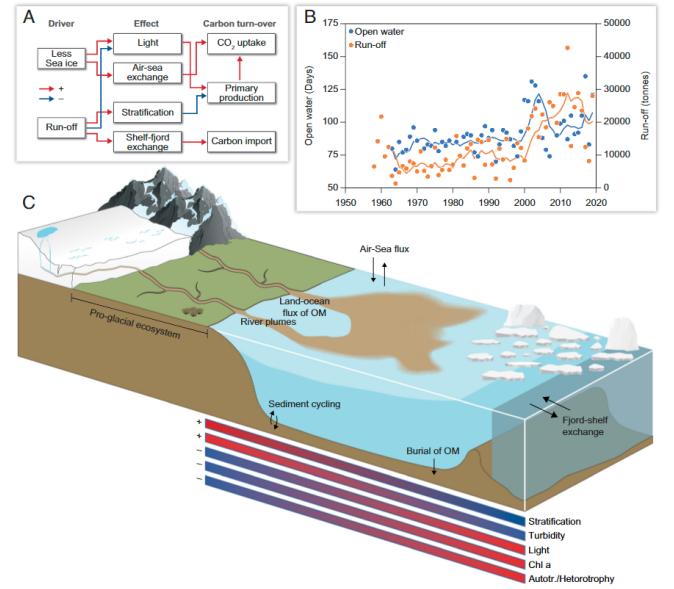 A
Driver
Effect
Carbon turn-over
Less
Sea ice
Light
CO2 uptake
Air-sea
exchange
+
–
Primary
production
Stratification
Run-off
Shelf-fjord
exchange
Carbon import
B
Open water
Run-off
Open water (Days)
175
150
125
100
75
50
Run-off (tonnes)
50000
40000
30000
20000
10000
0
1950 1960 1970 1980 1990 2000 2010 2020
C
Air-Sea flux
Land-ocean
flux of OM
River plumes
Pro-glacial ecosystem
Sediment cycling
Fjord-shelf
exchange
Burial of OM
+
+
–
–
–
Stratification
Turbidity
Light
Chl a
Autotr./Hetorotrophy